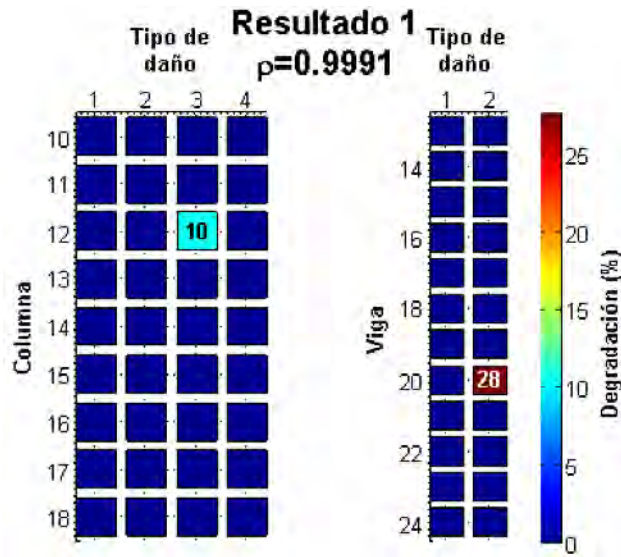 Resultado 1
ρ=0.9991
Tipo de
daño
1 2 3 4
Columna
10
11
12
13
14
15
16
17
18
10
Tipo de
daño
1 2
Viga
14
16
18
20
22
24
28
25
20
15
10
5
0
Degradación (%)